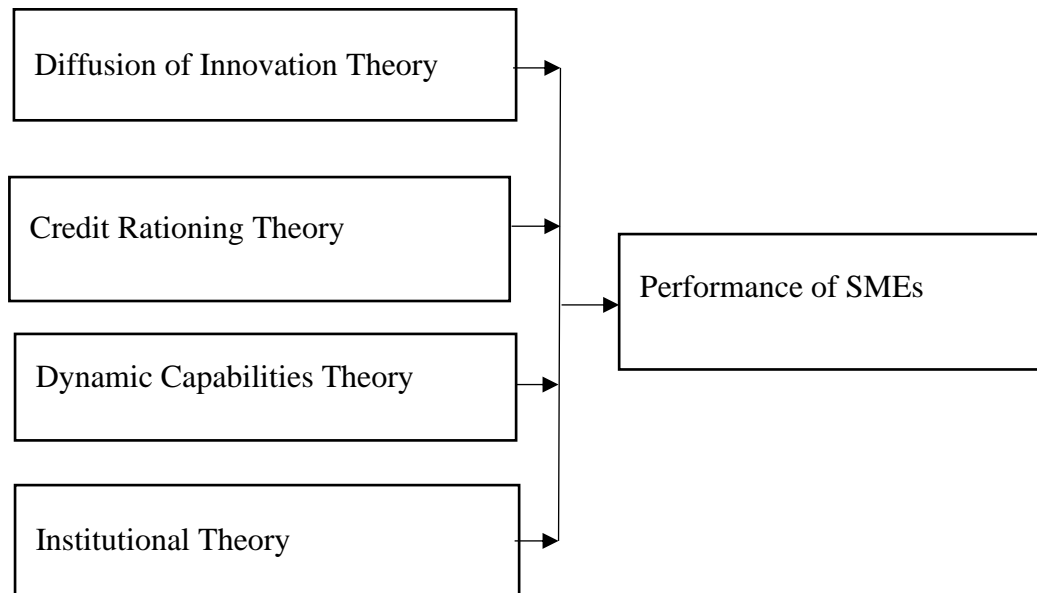 Diffusion of Innovation Theory
Credit Rationing Theory
Performance of SMEs
Dynamic Capabilities Theory
Institutional Theory